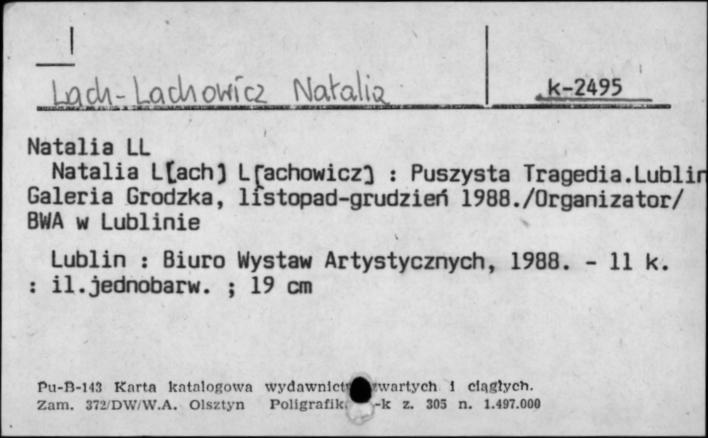 Lach-Lachowicz Natalia
k-2495
Natalia LL
Natalia L[ach] L[achowicz] : Puszysta Tragedia.Lublin
Galeria Grodzka, listopad-grudzień 1988./Organizator/
BWA w Lublinie
Lublin : Biuro Wystaw Artystycznych, 1988. - 11 k.
: il.jednobarw. ; 19 cm
Pu-B-143 Karta katalogowa wydawnictw zwartych i ciągłych.
Zam. 372/DW/W.A. Olsztyn Poligrafik -k z. 305 n. 1.497.000